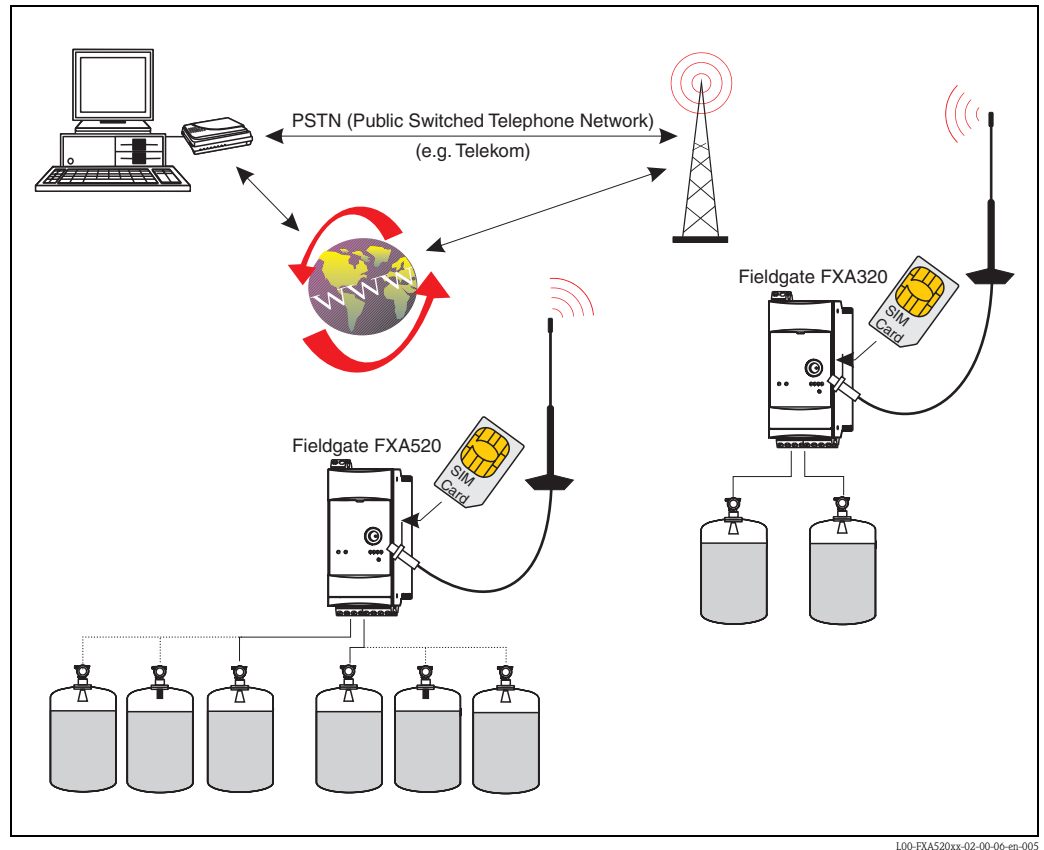 PSTN (Public Switched Telephone Network)
(e.g. Telekom)
WWW
Fieldgate FXA320
SIM
Card
Fieldgate FXA520
SIM
Card
L00-FXA520xx-02-00-06-en-005